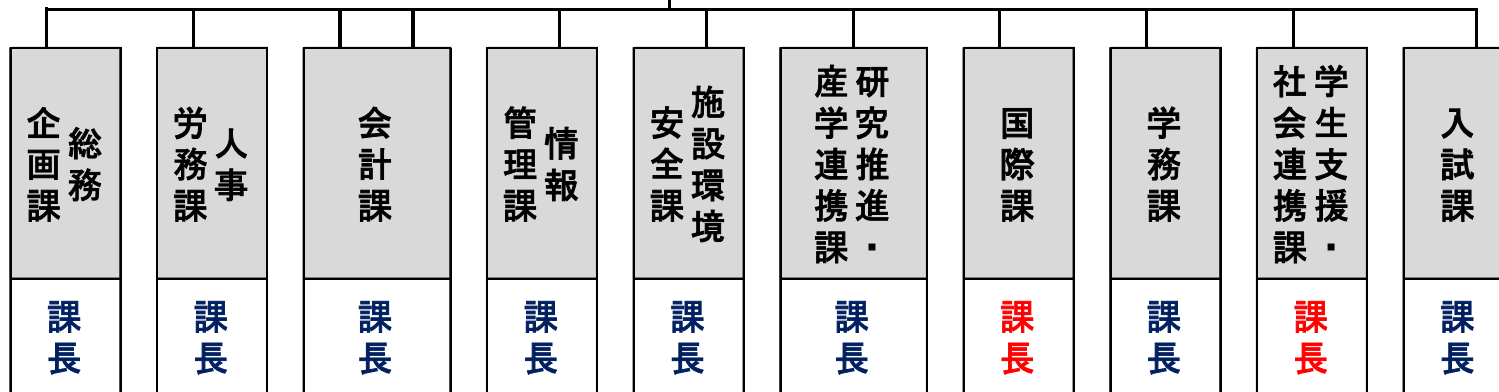 総務
企画課
人事
労務課
会計課
情報
管理課
施設環境
安全課
研究推進・
産学連携課
国際課
学務課
学生支援・
社会連携課
入試課
課長
課長
課長
課長
課長
課長
課長
課長
課長
課長